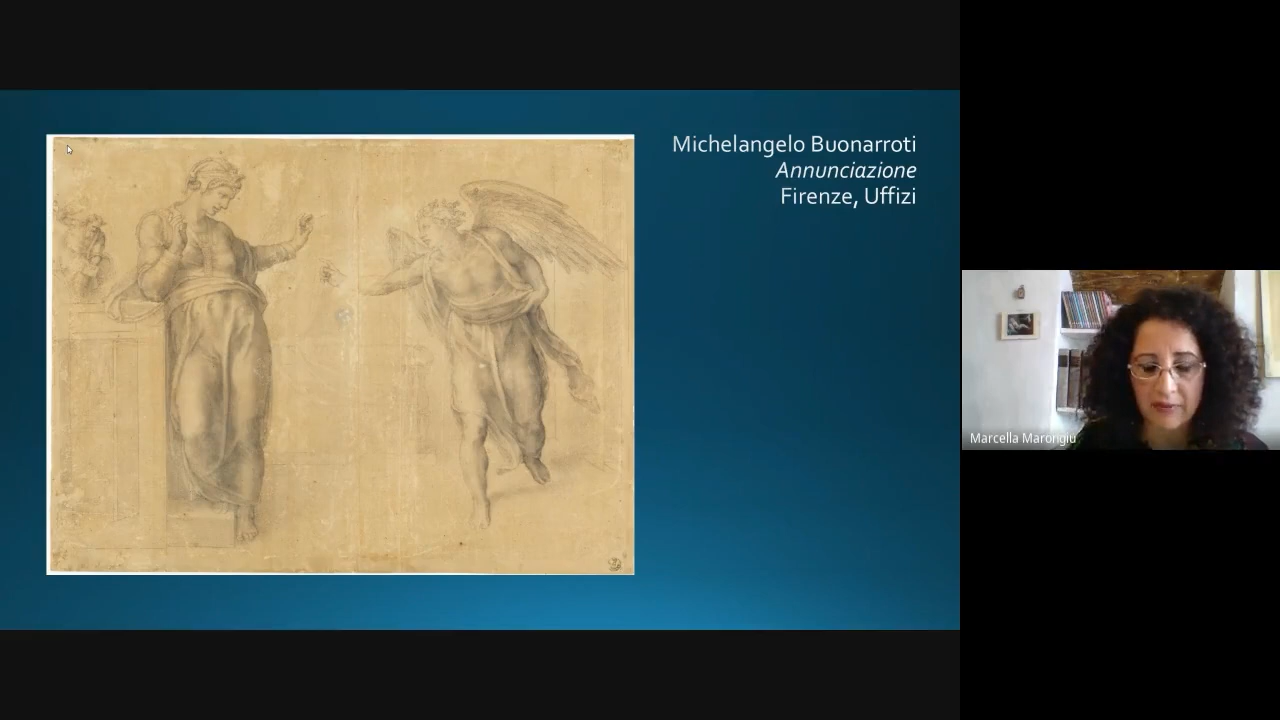 Michelangelo Buonarroti
Annunciazione
Firenze, Uffizi
Marcella Marongiu